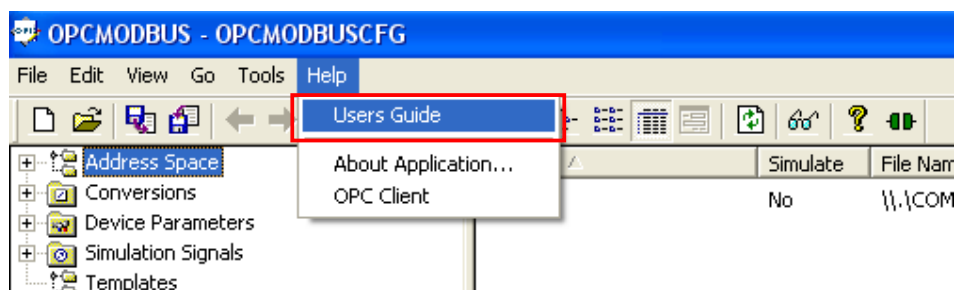 OPCMODBUS - OPCMODBUSCFG
File Edit View Go Tools Help
Users Guide
About Application...
OPC Client
Simulate File Nam
No \\.\COM
Address Space
Conversions
Device Parameters
Simulation Signals
Templates